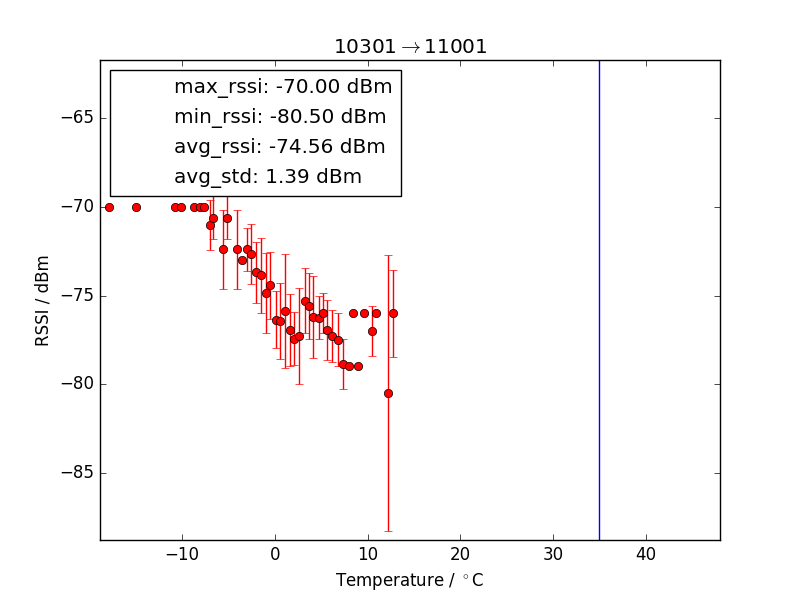 10301→11001
max_rssi: -70.00 dBm
min_rssi: -80.50 dBm
avg_rssi: -74.56 dBm
avg_std: 1.39 dBm
−65
−70
−75
−80
−85
RSSI / dBm
−10 0 10 20 30 40
Temperature / °C